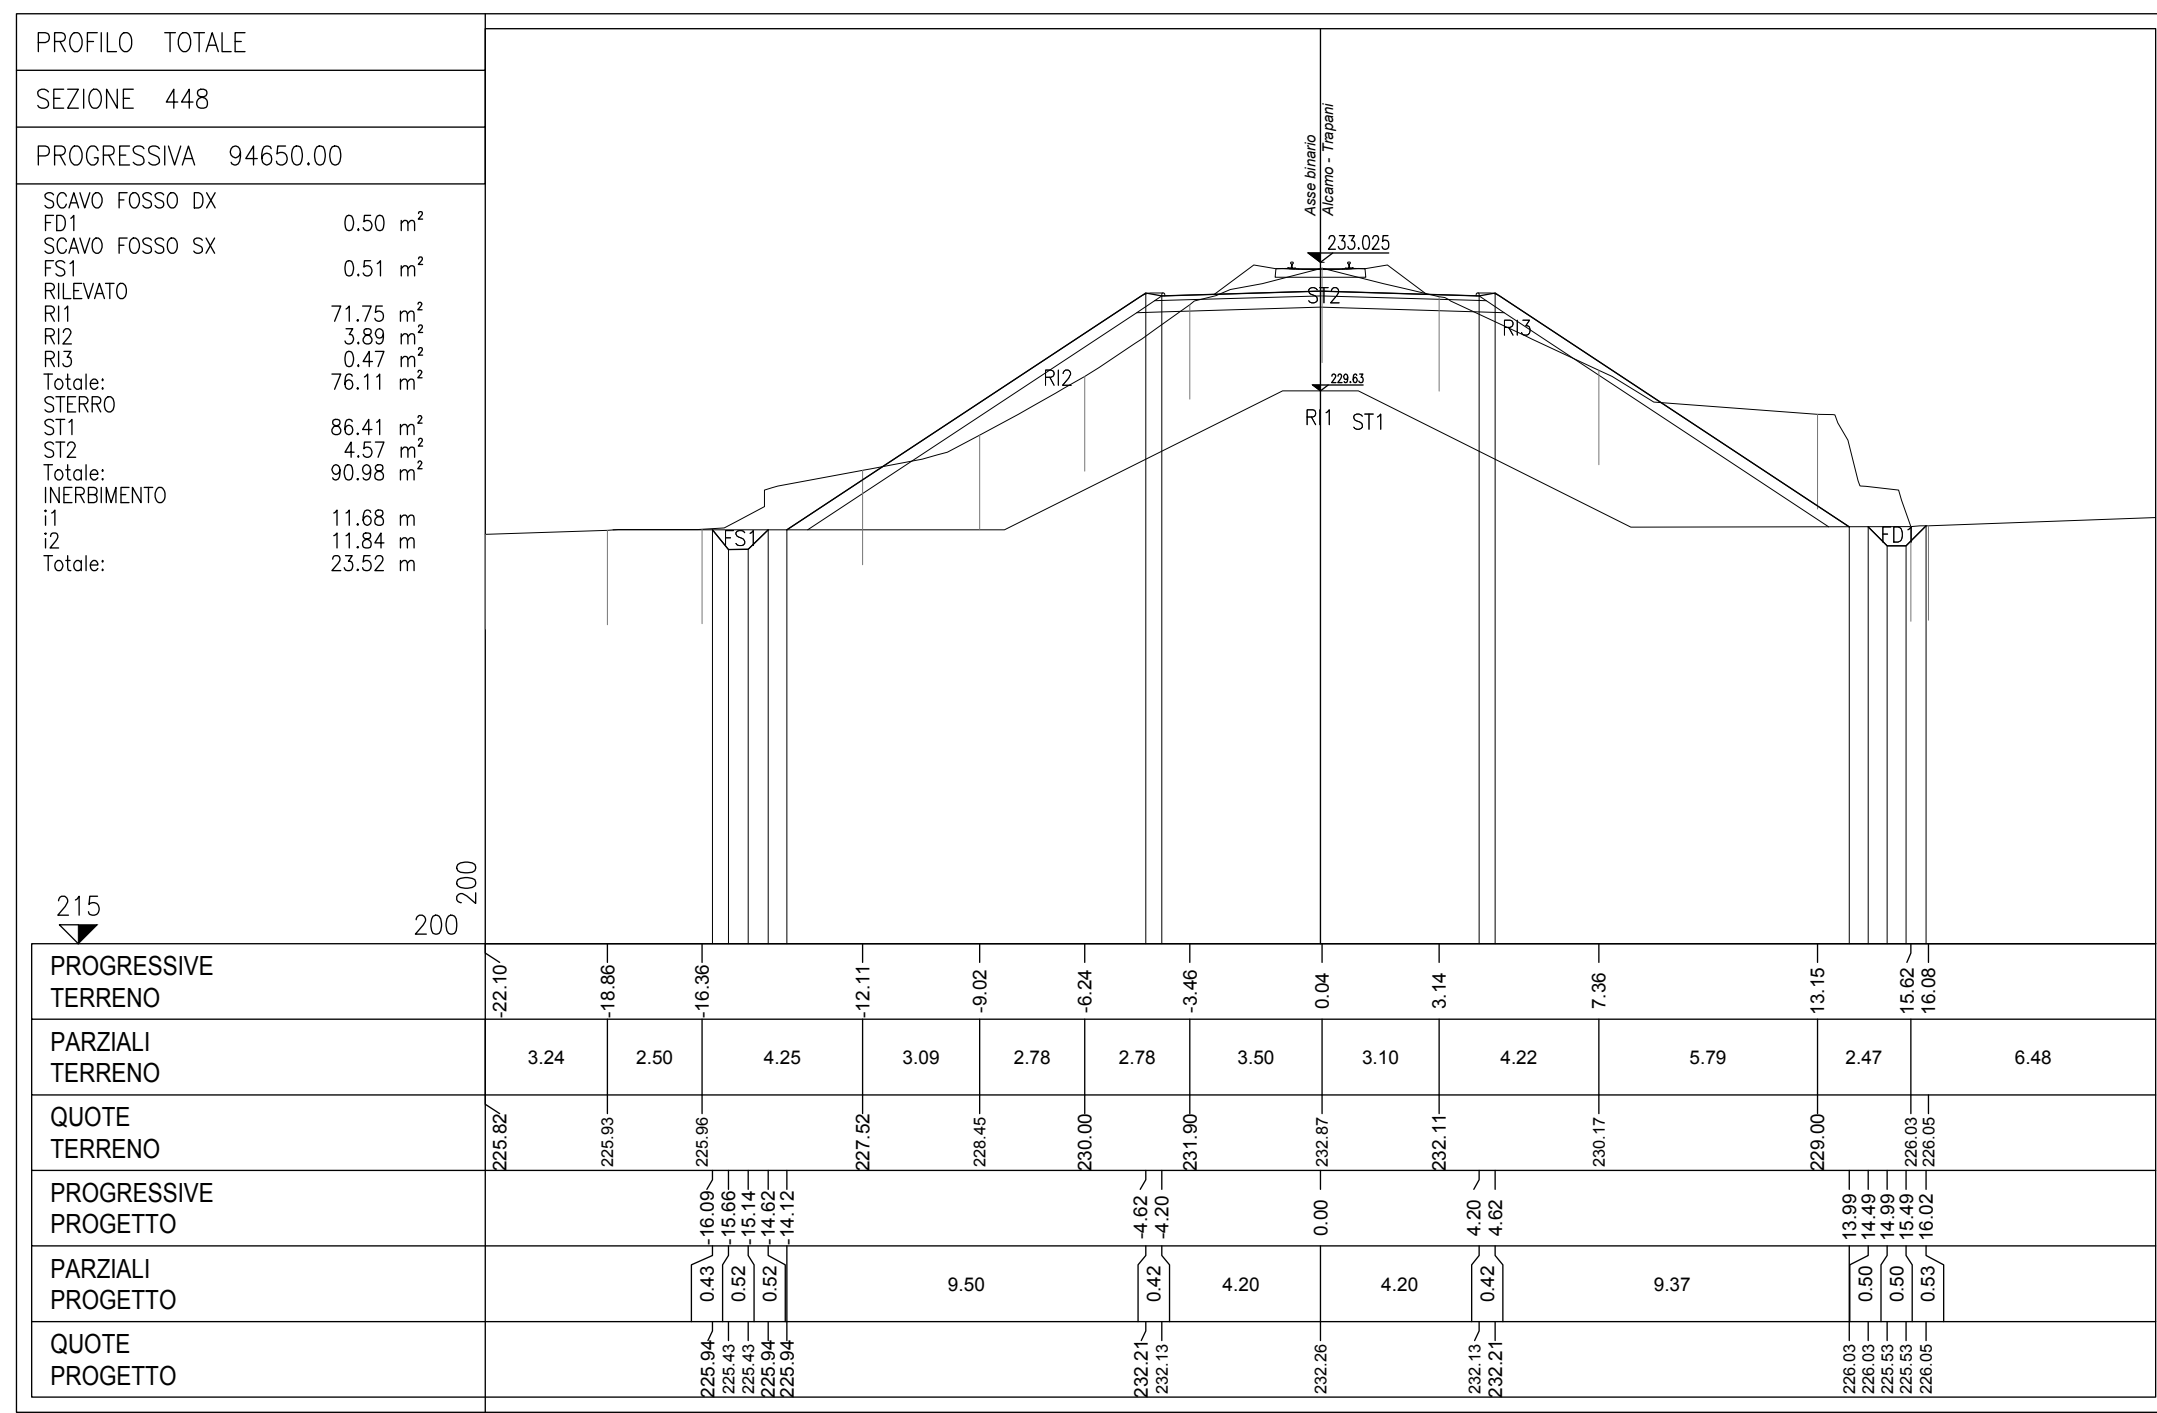 PROFILO TOTALE
SEZIONE 448
PROGRESSIVA 94650.00
SCAVO FOSSO DX
FD1 0.50 m²
SCAVO FOSSO SX
FS1 0.51 m²
RILEVATO
RI1 71.75 m²
RI2 3.89 m²
RI3 0.47 m²
Totale: 76.11 m²
STERRO
ST1 86.41 m²
ST2 4.57 m²
Totale: 90.98 m²
INERBIMENTO
i1 11.68 m
i2 11.84 m
Totale: 23.52 m
Asse binario
Alcamo - Trapani
233.025
ST2
RI3
RI2
229.63
RI1
ST1
FS1
FD1
215
200
200
PROGRESSIVE
TERRENO
-22.10 -18.86 -16.36 -12.11 -9.02 -6.24 -3.46 0.04 3.14 7.36 13.15 15.62 16.08
PARZIALI
TERRENO
3.24 2.50 4.25 3.09 2.78 2.78 3.50 3.10 4.22 5.79 2.47 6.48
QUOTE
TERRENO
225.82 225.93 225.96 227.52 228.45 230.00 231.90 232.87 232.11 230.17 229.00 226.03 226.05
PROGRESSIVE
PROGETTO
-16.09 -15.66 -15.14 -14.62 -14.12 -4.62 -4.20 0.00 4.20 4.62 13.99 14.49 14.99 15.49 16.02
PARZIALI
PROGETTO
0.43 0.52 0.52 9.50 0.42 4.20 4.20 0.42 9.37 0.50 0.50 0.53
QUOTE
PROGETTO
225.94 225.43 225.43 225.94 225.94 232.21 232.13 232.26 232.13 232.21 226.03 226.03 225.53 225.53 226.05